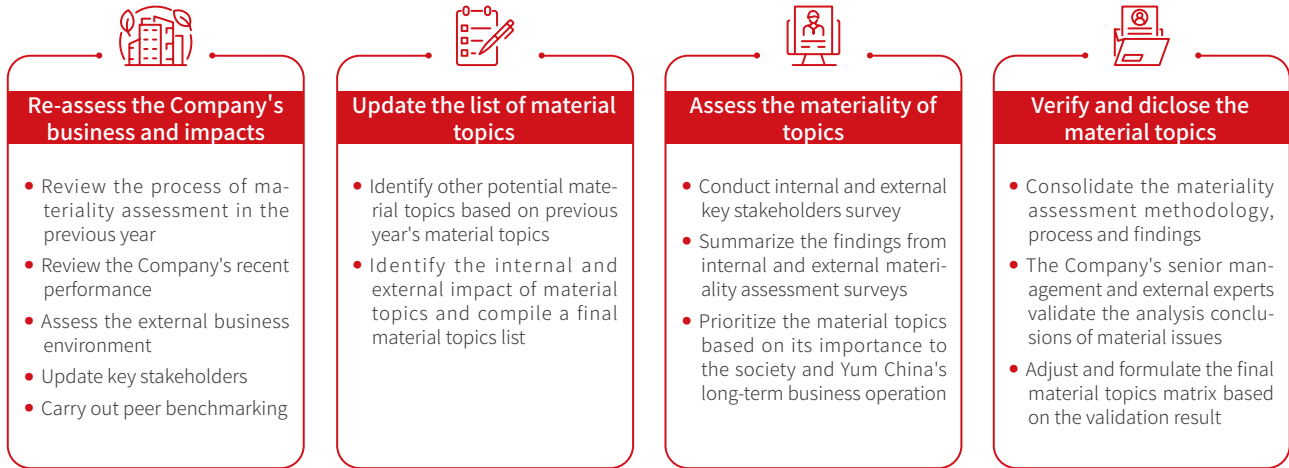 Re-assess the Company's
business and impacts
• Review the process of ma-
teriality assessment in the
previous year
• Review the Company's recent
performance
• Assess the external business
environment
• Update key stakeholders
• Carry out peer benchmarking
Update the list of material
topics
• Identify other potential mate-
rial topics based on previous
year's material topics
• Identify the internal and
external impact of material
topics and compile a final
material topics list
Assess the materiality of
topics
• Conduct internal and external
key stakeholders survey
• Summarize the findings from
internal and external materi-
ality assessment surveys
• Prioritize the material topics
based on its importance to
the society and Yum China's
long-term business operation
Verify and diclose the
material topics
• Consolidate the materiality
assessment methodology,
process and findings
• The Company's senior man-
agement and external experts
validate the analysis conclu-
sions of material issues
• Adjust and formulate the final
material topics matrix based
on the validation result